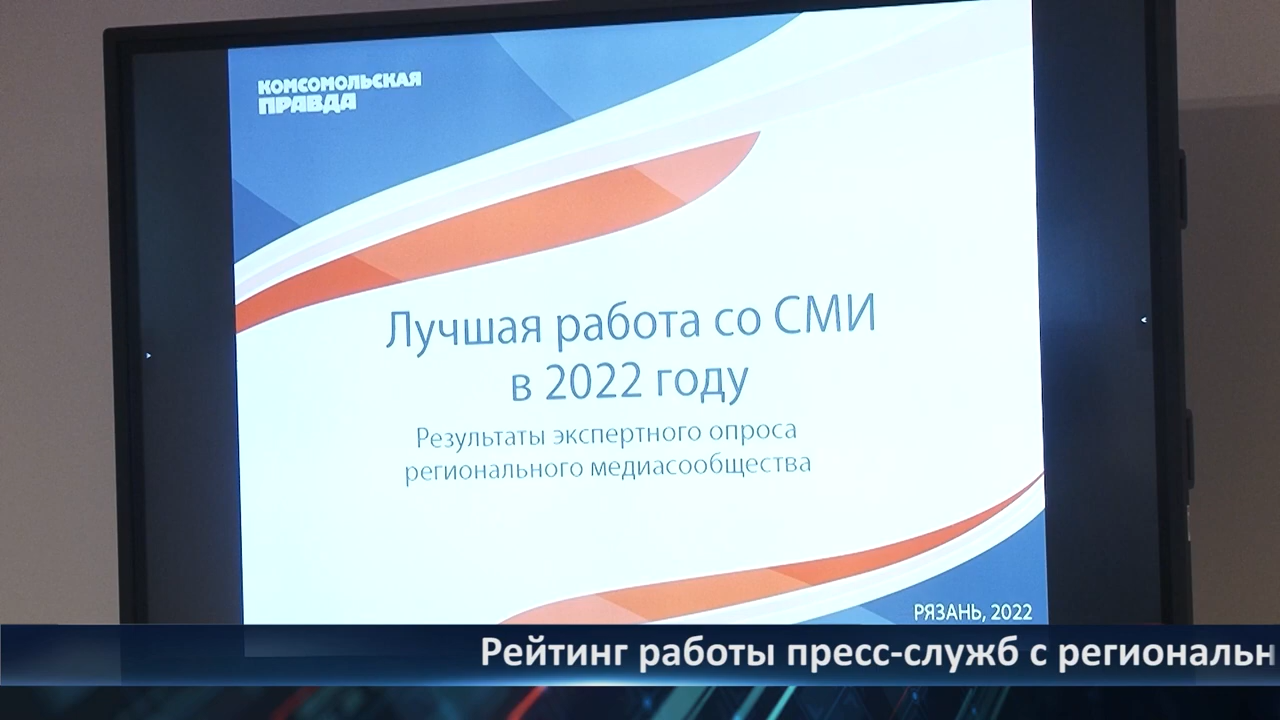 КОМСОМОЛЬСКАЯ
ПРАВДА
Лучшая работа со СМИ
в 2022 году
Результаты экспертного опроса
регионального медиасообщества
РЯЗАНЬ, 2022
Рейтинг работы пресс-служб с региональн